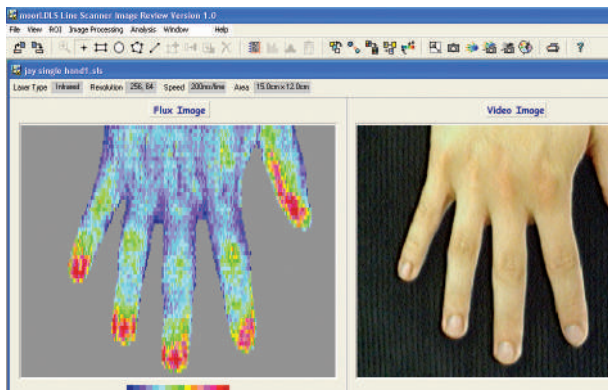 moorLDLS Line Scanner Image Review Version 1.0
File View ROI Image Processing Analysis Window Help
jay single hand1.sls
Laser Type Infrared Resolution 256, 64 Speed 200ms/line Area 15.0cm x 12.0cm
Flux Image
Video Image